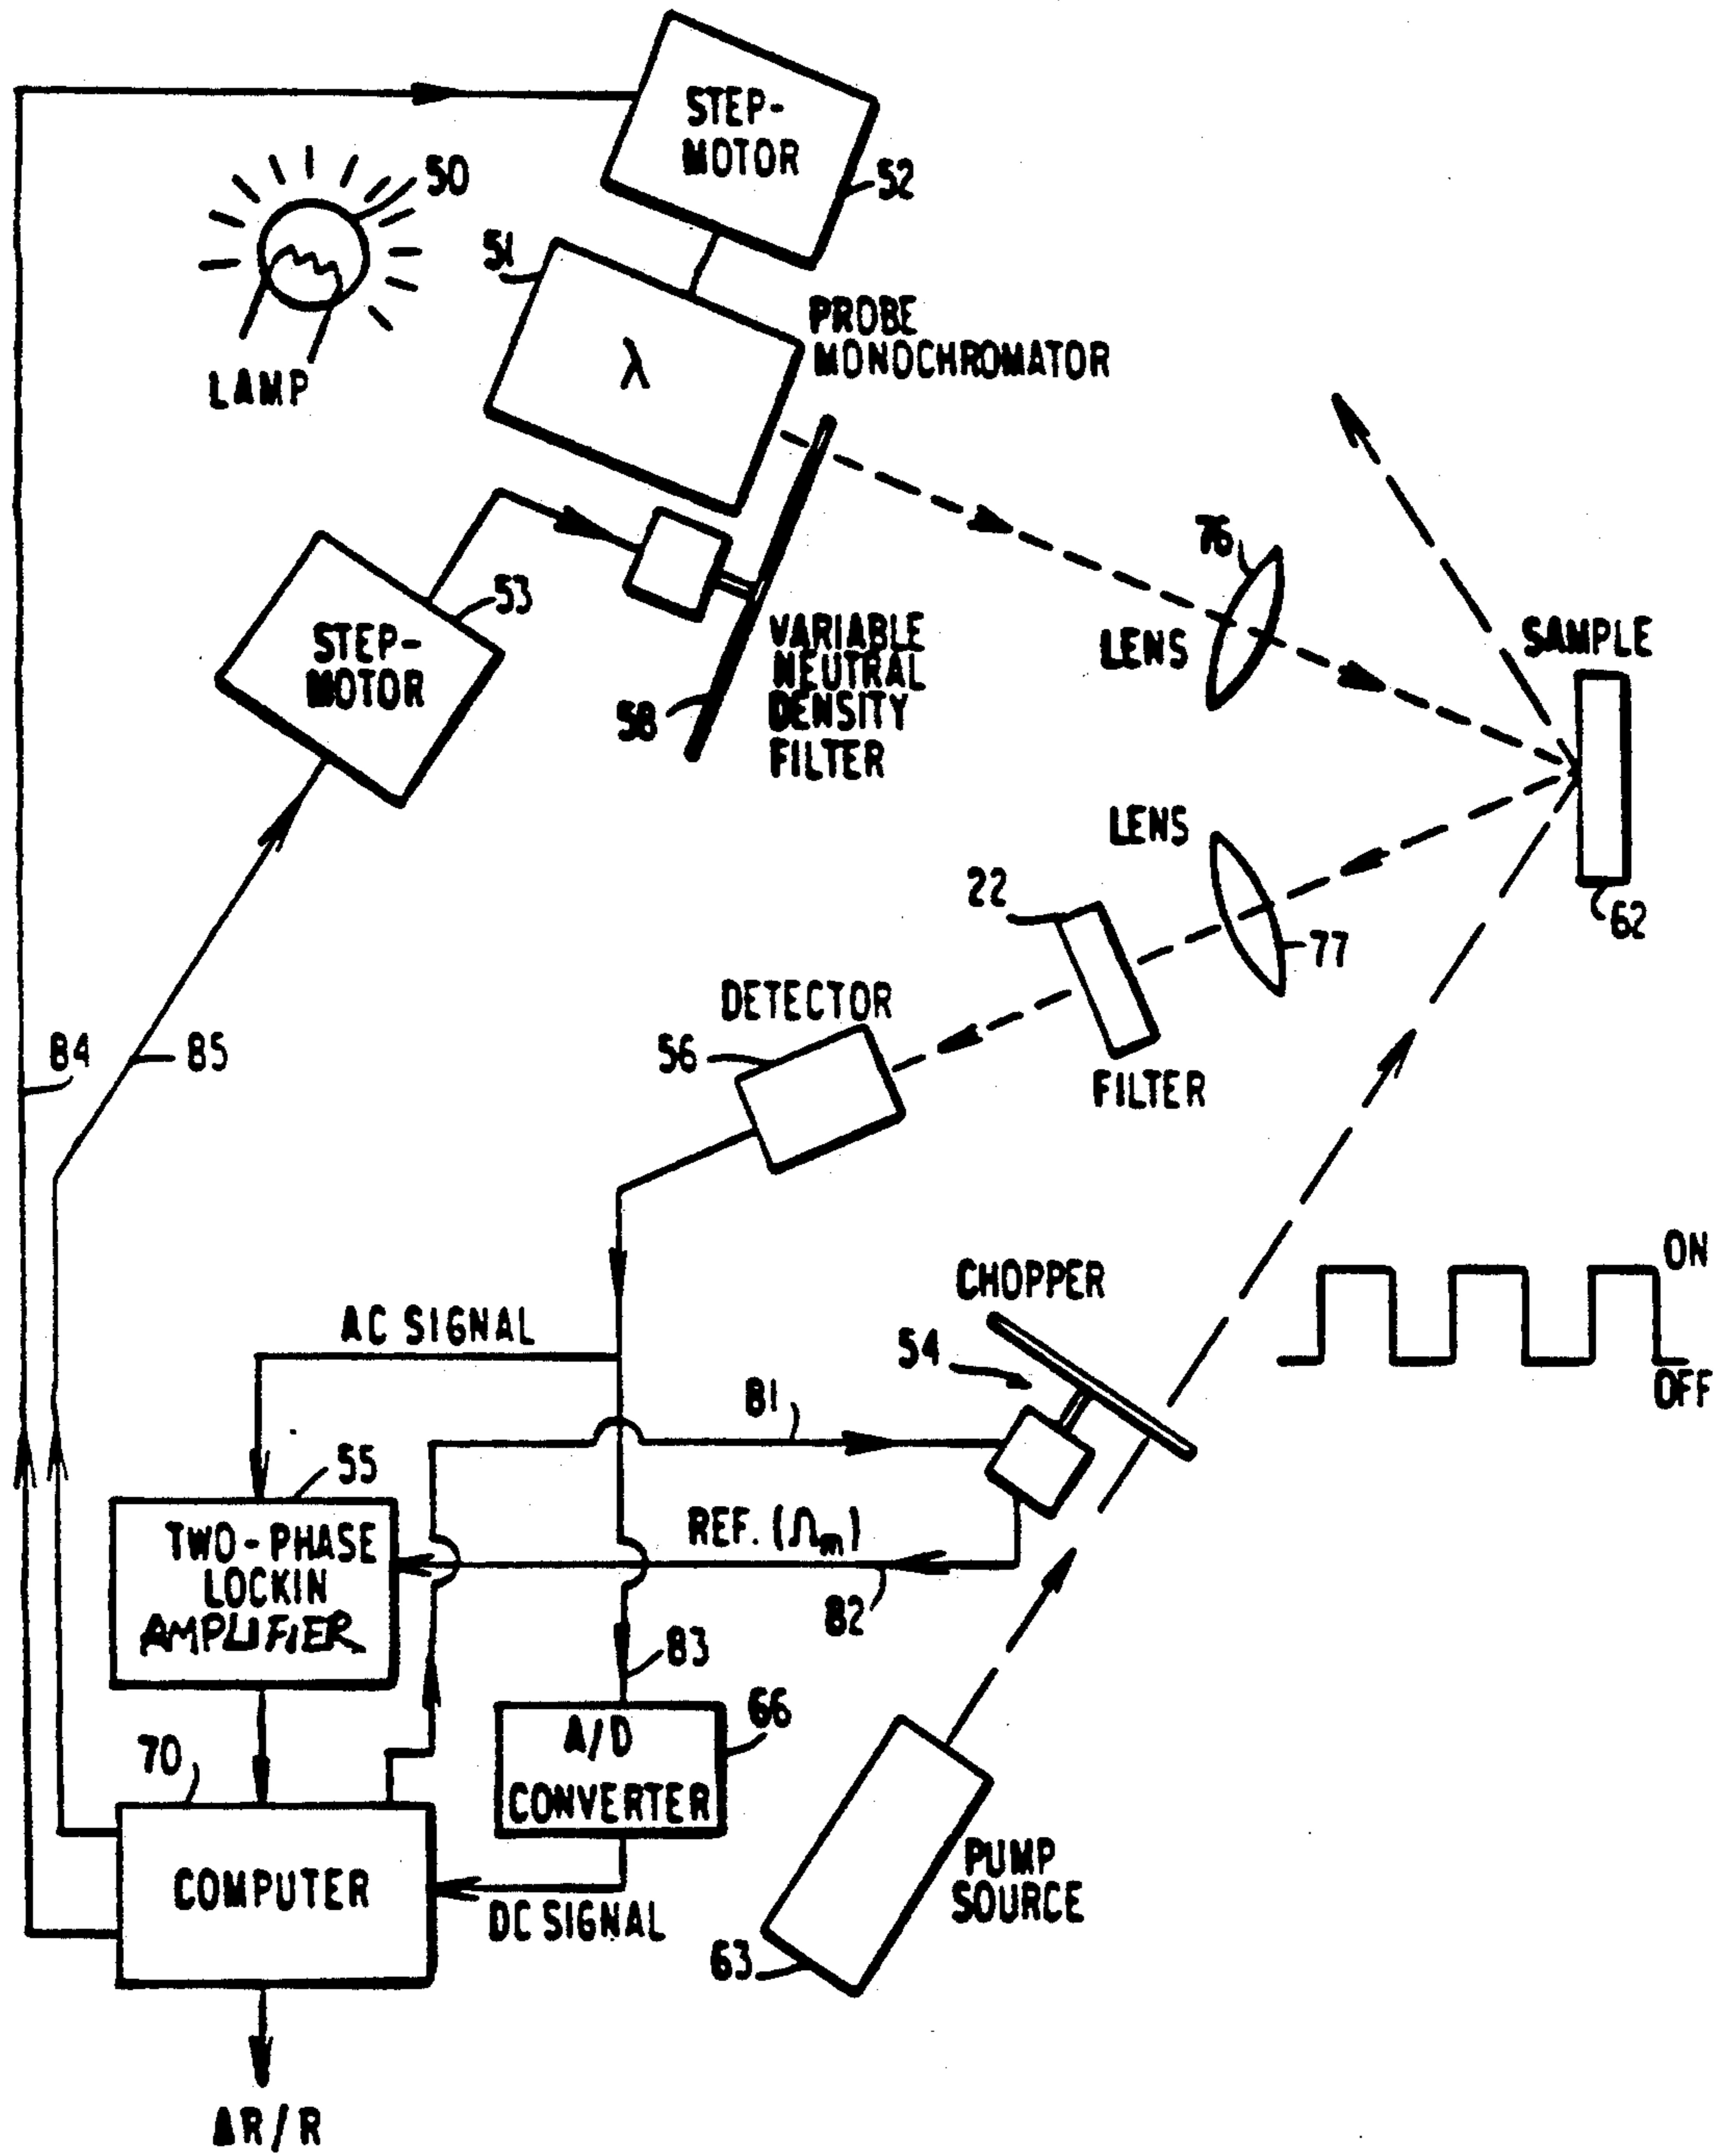 STEP-
MOTOR
52
50
LAMP
51
λ
PROBE
MONOCHROMATOR
STEP-
MOTOR
53
58
VARIABLE
NEUTRAL
DENSITY
FILTER
76
LENS
SAMPLE
62
LENS
77
22
FILTER
DETECTOR
56
84
85
ON
OFF
CHOPPER
54
AC SIGNAL
81
55
TWO-PHASE
LOCKIN
AMPLIFIER
REF. (Ωm)
82
83
66
A/D
CONVERTER
70
COMPUTER
DC SIGNAL
PUMP
SOURCE
63
ΔR/R